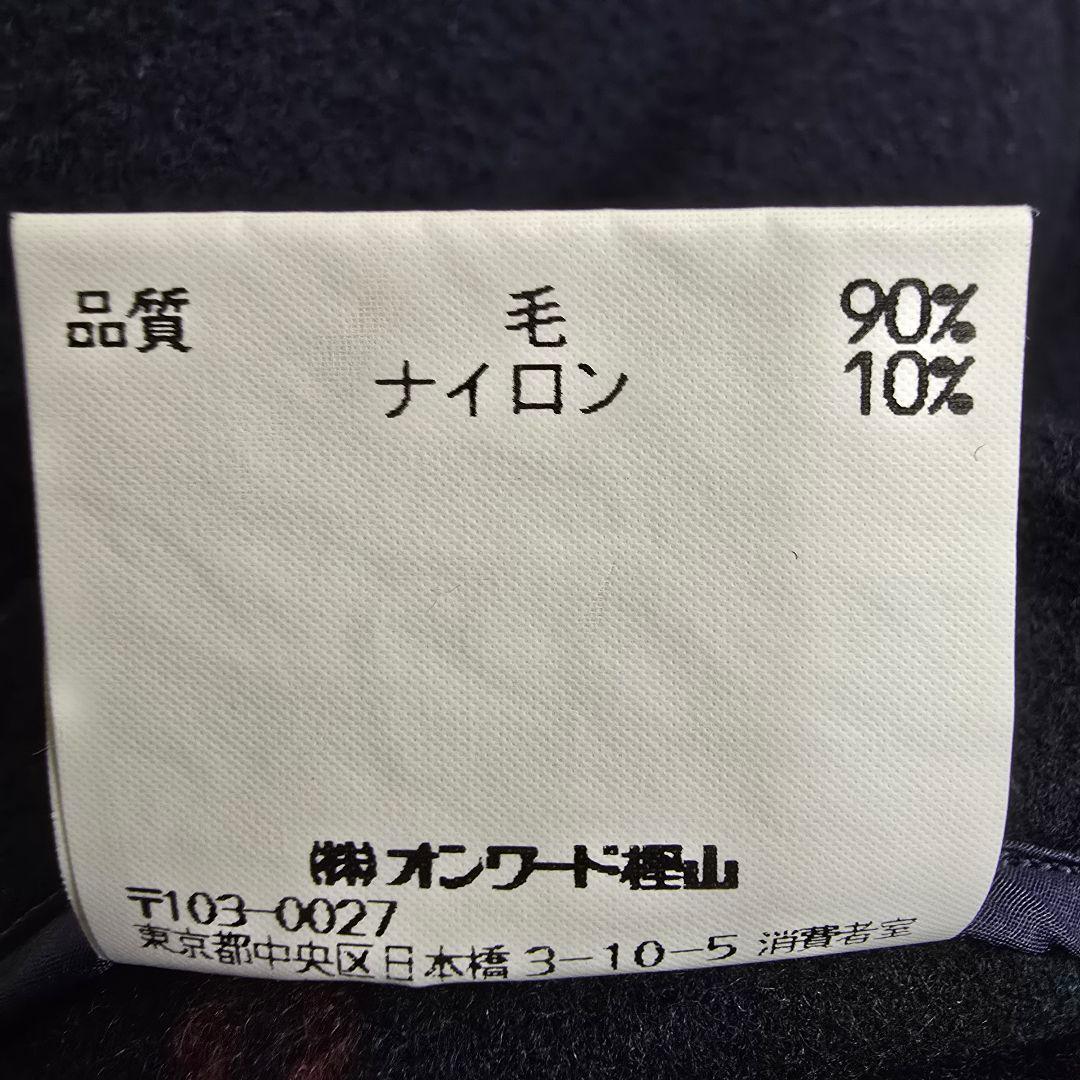 品質 毛 90%
ナイロン 10%
㈱オンワード樫山
〒103-0027
東京都中央区日本橋3-10-5 消費者室